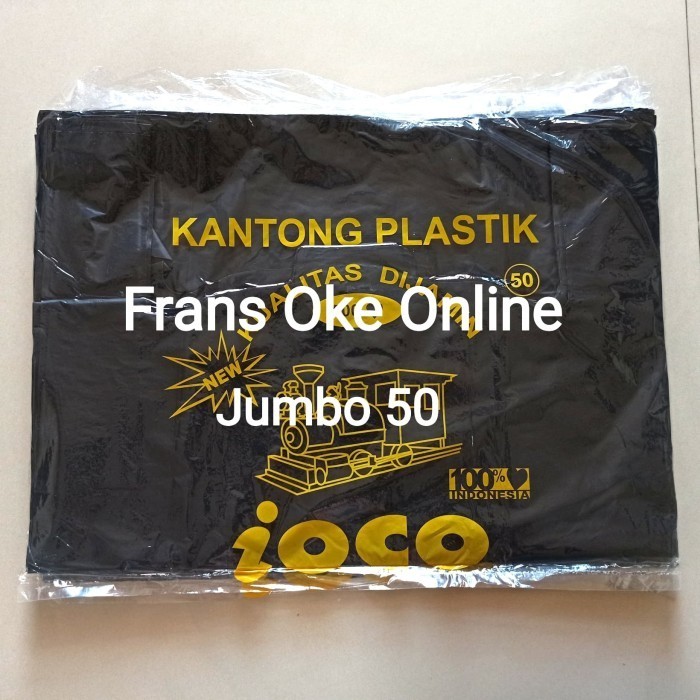 KANTONG PLASTIK
KUALITAS DIJAMIN
50
Frans Oke Online
NEW
Jumbo 50
100%
INDONESIA
joco